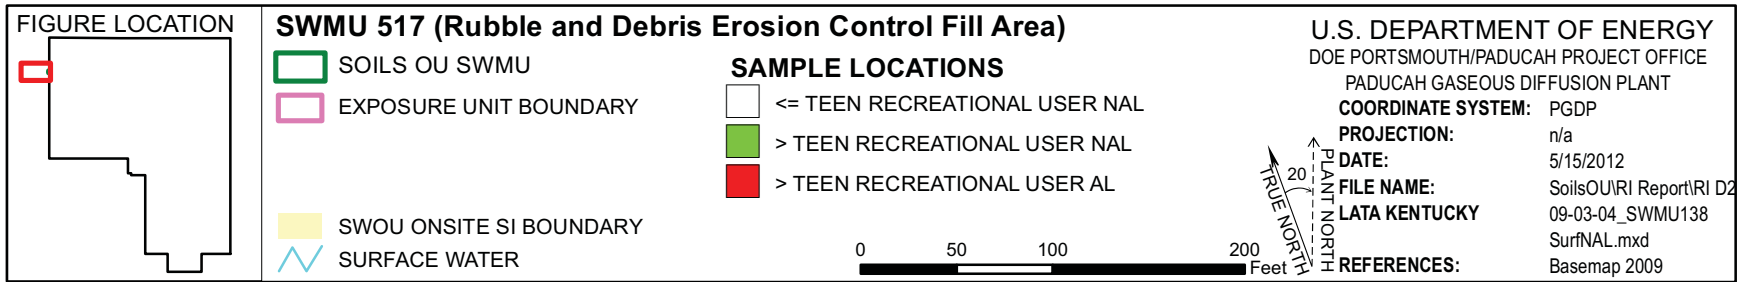 FIGURE LOCATION
SWMU 517 (Rubble and Debris Erosion Control Fill Area)
SOILS OU SWMU
EXPOSURE UNIT BOUNDARY
SWOU ONSITE SI BOUNDARY
SURFACE WATER
SAMPLE LOCATIONS
<= TEEN RECREATIONAL USER NAL
> TEEN RECREATIONAL USER NAL
> TEEN RECREATIONAL USER AL
0 50 100 200
Feet
TRUE NORTH
20
PLANT NORTH
U.S. DEPARTMENT OF ENERGY
DOE PORTSMOUTH/PADUCAH PROJECT OFFICE
PADUCAH GASEOUS DIFFUSION PLANT
COORDINATE SYSTEM: PGDP
PROJECTION: n/a
DATE: 5/15/2012
FILE NAME: SoilsOU\RI Report\RI D2
LATA KENTUCKY 09-03-04_SWMU138
SurfNAL.mxd
REFERENCES: Basemap 2009